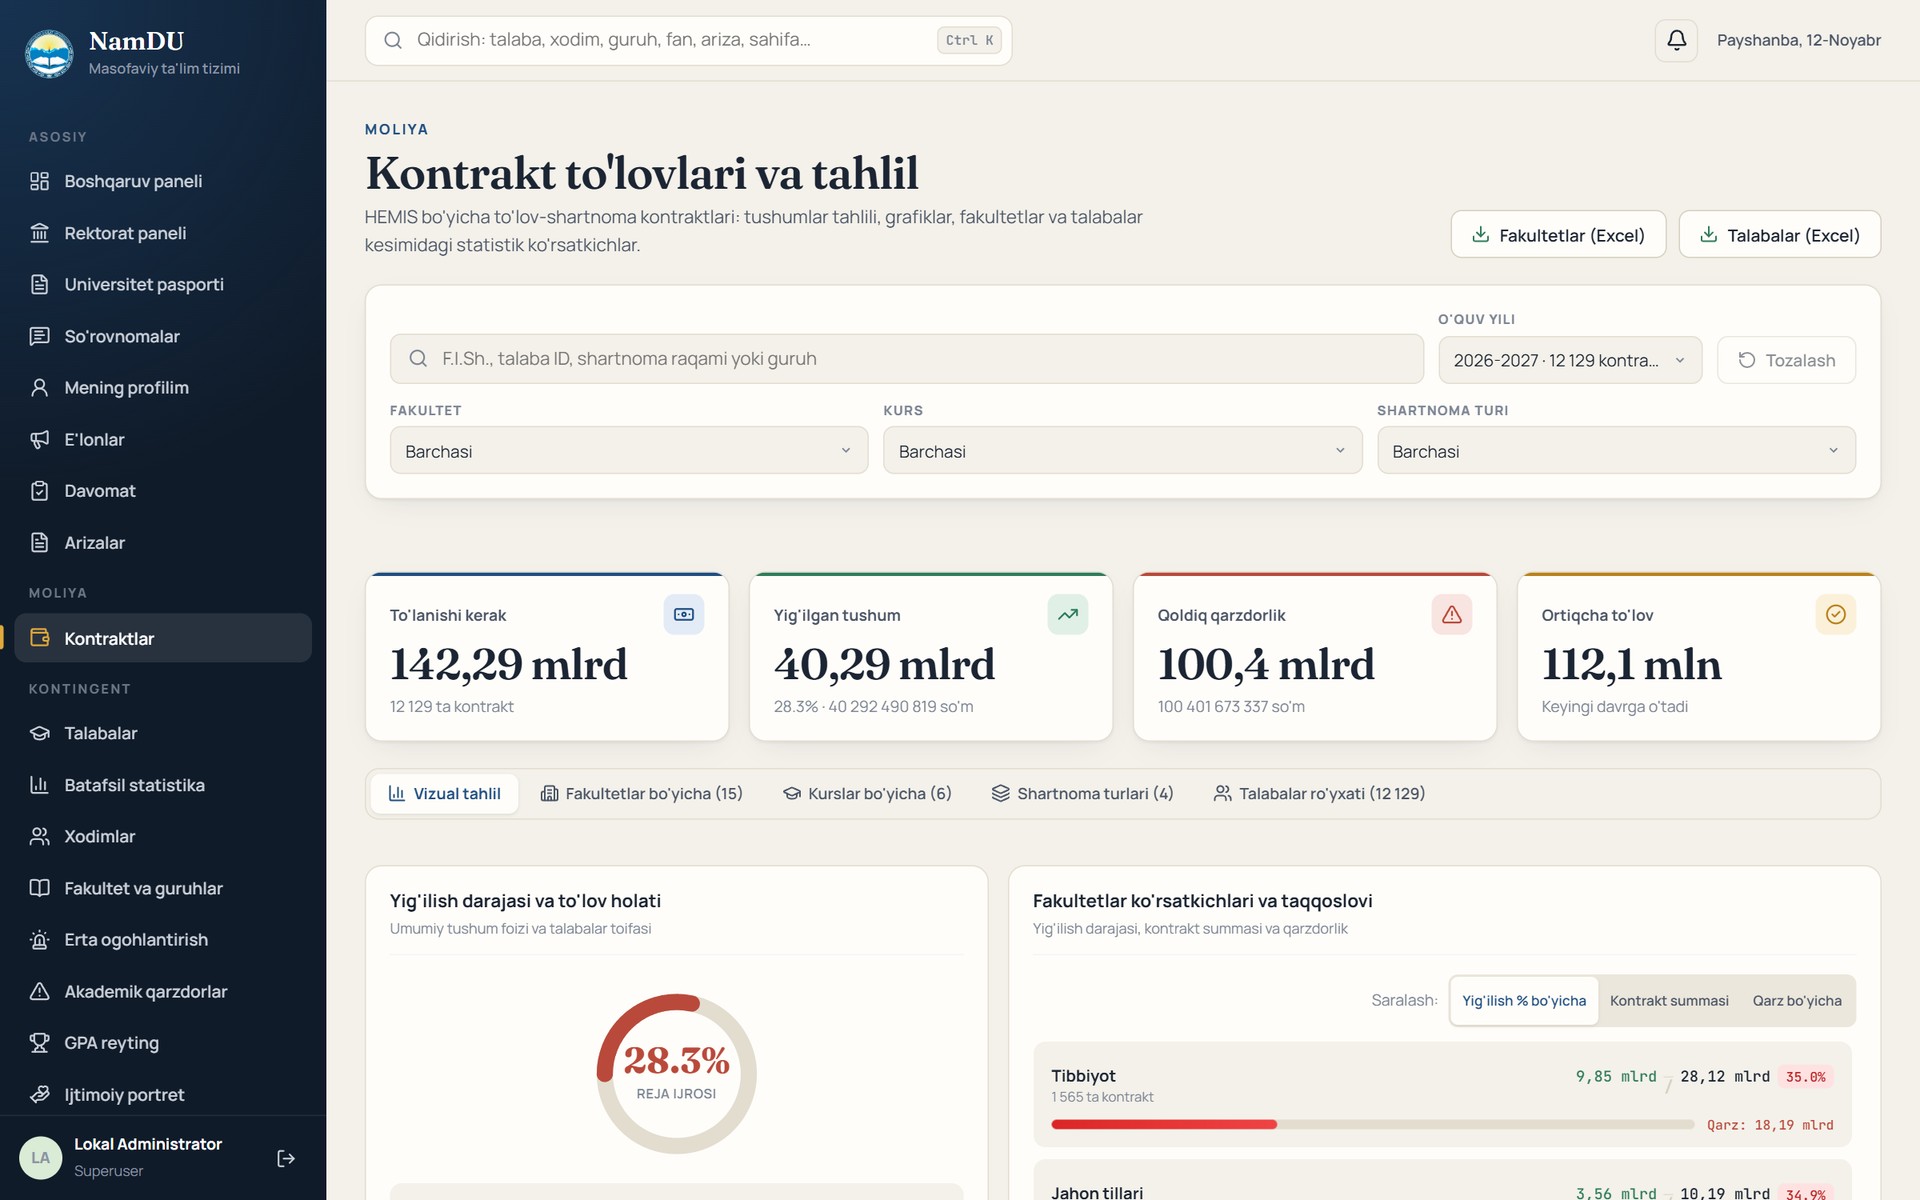 NamDU
Masofaviy ta'lim tizimi
ASOSIY
Boshqaruv paneli
Rektorat paneli
Universitet pasporti
So'rovnomalar
Mening profilim
E'lonlar
Davomat
Arizalar
MOLIYA
Kontraktlar
KONTINGENT
Talabalar
Batafsil statistika
Xodimlar
Fakultet va guruhlar
Erta ogohlantirish
Akademik qarzdorlar
GPA reyting
Ijtimoiy portret
LA
Lokal Administrator
Superuser
Qidirish: talaba, xodim, guruh, fan, ariza, sahifa...
Ctrl K
Payshanba, 12-Noyabr
MOLIYA
Kontrakt to'lovlari va tahlil
HEMIS bo'yicha to'lov-shartnoma kontraktlari: tushumlar tahlili, grafiklar, fakultetlar va talabalar
kesimidagi statistik ko'rsatkichlar.
Fakultetlar (Excel)
Talabalar (Excel)
O'QUV YILI
F.I.Sh., talaba ID, shartnoma raqami yoki guruh
2026-2027 · 12 129 kontra...
Tozalash
FAKULTET
KURS
SHARTNOMA TURI
Barchasi
Barchasi
Barchasi
To'lanishi kerak
142,29 mlrd
12 129 ta kontrakt
Yig'ilgan tushum
40,29 mlrd
28.3% · 40 292 490 819 so'm
Qoldiq qarzdorlik
100,4 mlrd
100 401 673 337 so'm
Ortiqcha to'lov
112,1 mln
Keyingi davrga o'tadi
Vizual tahlil
Fakultetlar bo'yicha (15)
Kurslar bo'yicha (6)
Shartnoma turlari (4)
Talabalar ro'yxati (12 129)
Yig'ilish darajasi va to'lov holati
Umumiy tushum foizi va talabalar toifasi
28.3%
REJA IJROSI
Fakultetlar ko'rsatkichlari va taqqoslovi
Yig'ilish darajasi, kontrakt summasi va qarzdorlik
Saralash:
Yig'ilish % bo'yicha
Kontrakt summasi
Qarz bo'yicha
Tibbiyot
9,85 mlrd / 28,12 mlrd 35.0%
1 565 ta kontrakt
Qarz: 18,19 mlrd
Jahon tillari
3,56 mlrd / 10,19 mlrd 34.9%